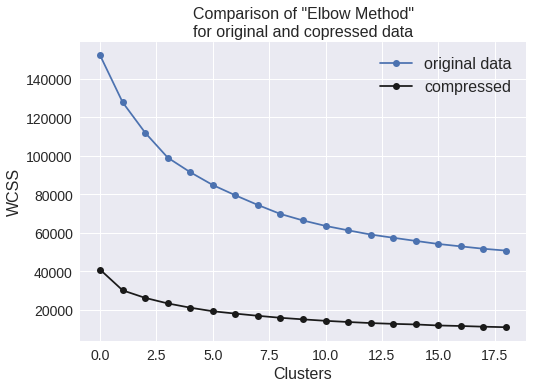 Comparison of "Elbow Method"
for original and copressed data
original data
compressed
140000
120000
100000
80000
60000
40000
20000
WCSS
0.0 2.5 5.0 7.5 10.0 12.5 15.0 17.5
Clusters